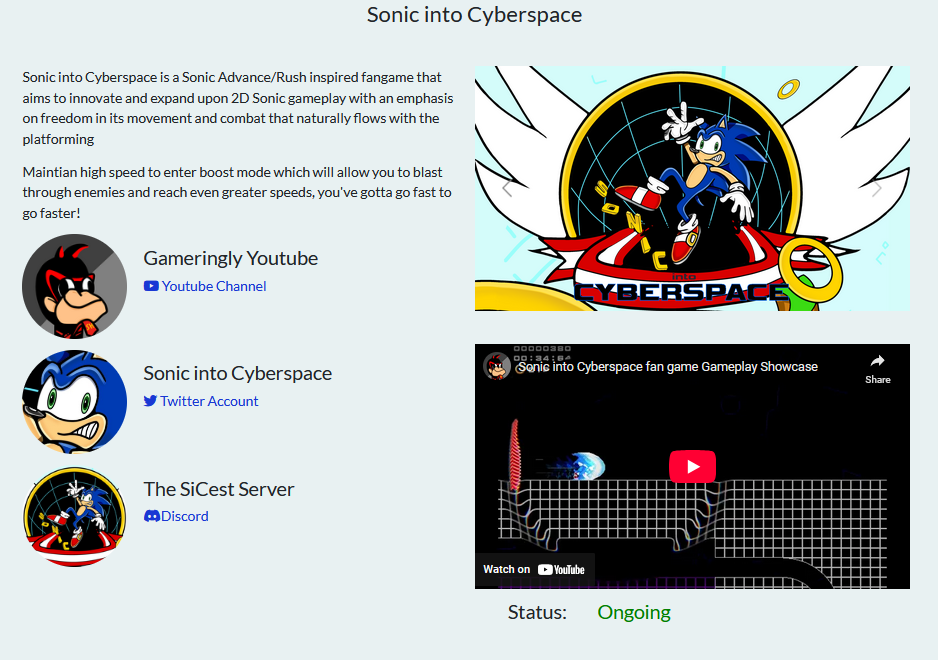 Sonic into Cyberspace
Sonic into Cyberspace is a Sonic Advance/Rush inspired fangame that
aims to innovate and expand upon 2D Sonic gameplay with an emphasis
on freedom in its movement and combat that naturally flows with the
platforming
Maintian high speed to enter boost mode which will allow you to blast
through enemies and reach even greater speeds, you've gotta go fast to
go faster!
Gameringly Youtube
Youtube Channel
Sonic into Cyberspace
Twitter Account
The SiCest Server
Discord
SONIC
into
CYBERSPACE
00000380
00:34:64
Sonic into Cyberspace fan game Gameplay Showcase
Share
Watch on YouTube
Status: Ongoing